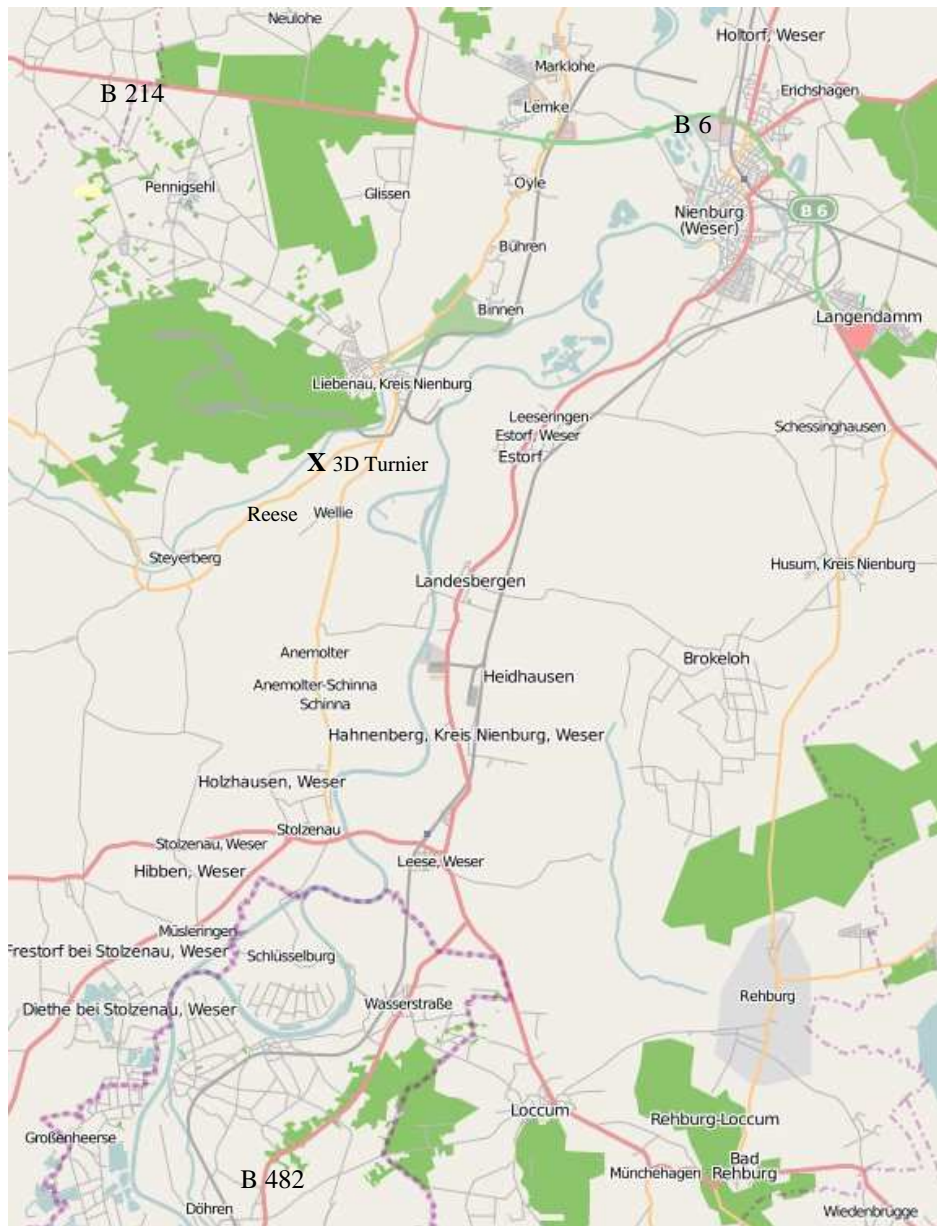 Neulohe
Holtorf, Weser
Marklohe
B 214
Erichshagen
Lemke
B 6
Pennigsehl
Glissen
Oyle
Nienburg
(Weser)
B 6
Bühren
Binnen
Langendamm
Liebenau, Kreis Nienburg
Leeseringen
Estorf, Weser
Estorf
Schessinghausen
X 3D Turnier
Reese
Wellie
Steyerberg
Landesbergen
Husum, Kreis Nienburg
Anemolter
Brokeloh
Heidhausen
Anemolter-Schinna
Schinna
Hahnenberg, Kreis Nienburg, Weser
Holzhausen, Weser
Stolzenau
Stolzenau, Weser
Leese, Weser
Hibben, Weser
Müsleringen
Frestorf bei Stolzenau, Weser
Schlüsselburg
Diethe bei Stolzenau, Weser
Wasserstraße
Rehburg
Loccum
Rehburg-Loccum
Großenheerse
Bad
Rehburg
Münchehagen
B 482
Döhren
Wiedenbrügge